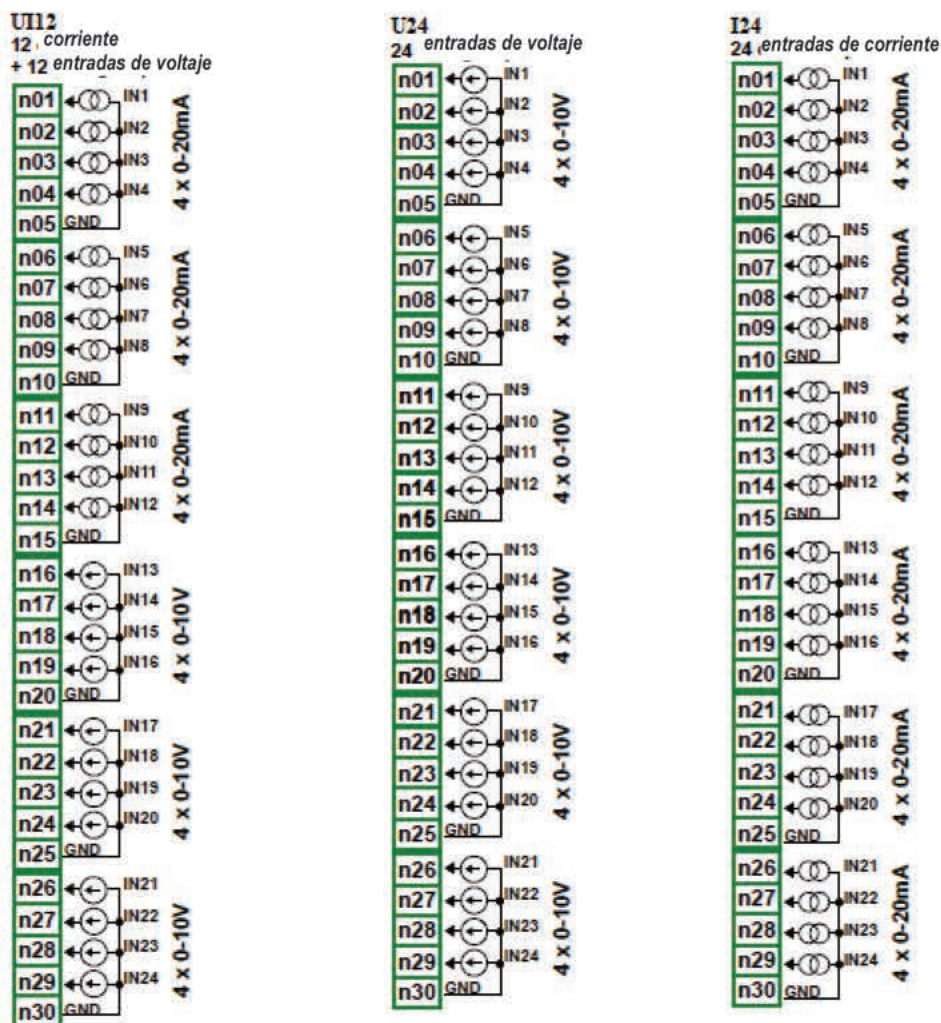 UI12
12 corriente
+ 12 entradas de voltaje
n01 IN1
n02 IN2
n03 IN3
n04 IN4
n05 GND
4 x 0-20mA
n06 IN5
n07 IN6
n08 IN7
n09 IN8
n10 GND
4 x 0-20mA
n11 IN9
n12 IN10
n13 IN11
n14 IN12
n15 GND
4 x 0-20mA
n16 IN13
n17 IN14
n18 IN15
n19 IN16
n20 GND
4 x 0-10V
n21 IN17
n22 IN18
n23 IN19
n24 IN20
n25 GND
4 x 0-10V
n26 IN21
n27 IN22
n28 IN23
n29 IN24
n30 GND
4 x 0-10V
U24
24 entradas de voltaje
n01 IN1
n02 IN2
n03 IN3
n04 IN4
n05 GND
4 x 0-10V
n06 IN5
n07 IN6
n08 IN7
n09 IN8
n10 GND
4 x 0-10V
n11 IN9
n12 IN10
n13 IN11
n14 IN12
n15 GND
4 x 0-10V
n16 IN13
n17 IN14
n18 IN15
n19 IN16
n20 GND
4 x 0-10V
n21 IN17
n22 IN18
n23 IN19
n24 IN20
n25 GND
4 x 0-10V
n26 IN21
n27 IN22
n28 IN23
n29 IN24
n30 GND
4 x 0-10V
I24
24 entradas de corriente
n01 IN1
n02 IN2
n03 IN3
n04 IN4
n05 GND
4 x 0-20mA
n06 IN5
n07 IN6
n08 IN7
n09 IN8
n10 GND
4 x 0-20mA
n11 IN9
n12 IN10
n13 IN11
n14 IN12
n15 GND
4 x 0-20mA
n16 IN13
n17 IN14
n18 IN15
n19 IN16
n20 GND
4 x 0-20mA
n21 IN17
n22 IN18
n23 IN19
n24 IN20
n25 GND
4 x 0-20mA
n26 IN21
n27 IN22
n28 IN23
n29 IN24
n30 GND
4 x 0-20mA